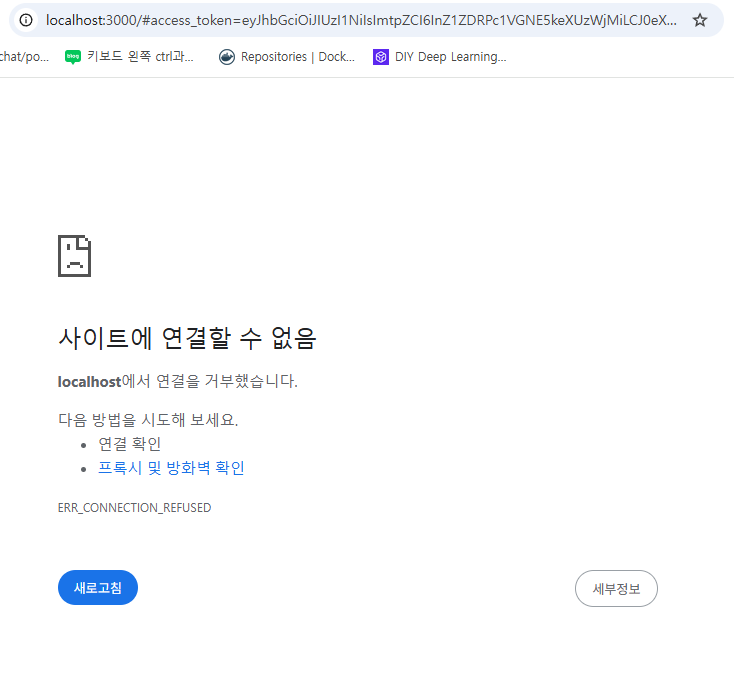 localhost:3000/#access_token=eyJhbGciOiJIUzI1NiIsImtpZCI6InZ1ZDRPc1VGNE5keXUzWjMiLCJ0eX...
chat/po...
blog 키보드 왼쪽 ctrl과...
Repositories | Dock...
DIY Deep Learning...
사이트에 연결할 수 없음
localhost에서 연결을 거부했습니다.
다음 방법을 시도해 보세요.
• 연결 확인
• 프록시 및 방화벽 확인
ERR_CONNECTION_REFUSED
새로고침
세부정보